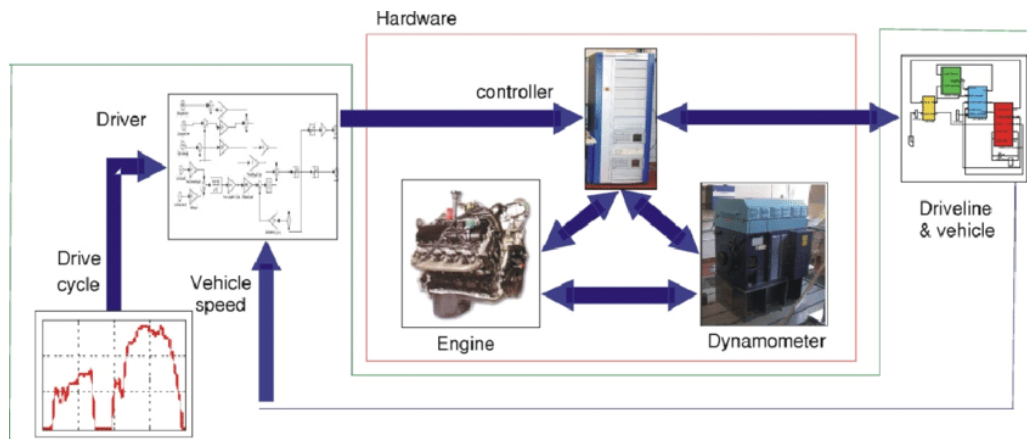 Hardware
controller
Driver
Drive
cycle
Vehicle
speed
Engine
Dynamometer
Driveline
& vehicle